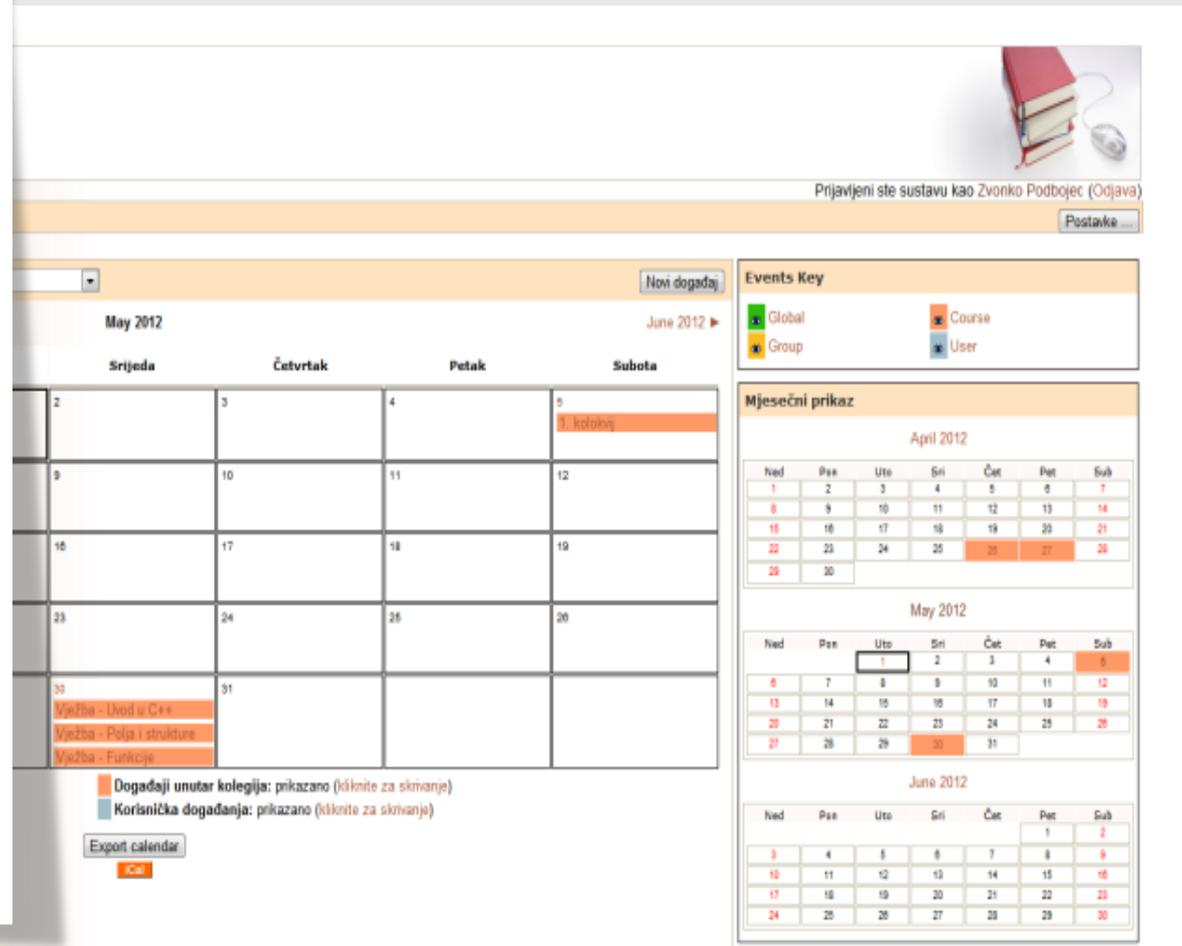 Prijavljeni ste sustavu kao Zvonko Podbojec (Odjava)
Postavke ...
Novi događaj
May 2012
June 2012 ►
Srijeda Četvrtak Petak Subota
2 3 4 5
1. kolokvij
9 10 11 12
16 17 18 19
23 24 25 26
30 31
Vježba - Uvod u C++
Vježba - Polja i strukture
Vježba - Funkcije
Događaji unutar kolegija: prikazano (kliknite za skrivanje)
Korisnička događanja: prikazano (kliknite za skrivanje)
Export calendar
iCal
Events Key
Global Course
Group User
Mjesečni prikaz
April 2012
Ned Pon Uto Sri Čet Pet Sub
1 2 3 4 5 6 7
8 9 10 11 12 13 14
15 16 17 18 19 20 21
22 23 24 25 26 27 28
29 30
May 2012
Ned Pon Uto Sri Čet Pet Sub
1 2 3 4 5
6 7 8 9 10 11 12
13 14 15 16 17 18 19
20 21 22 23 24 25 26
27 28 29 30 31
June 2012
Ned Pon Uto Sri Čet Pet Sub
1 2
3 4 5 6 7 8 9
10 11 12 13 14 15 16
17 18 19 20 21 22 23
24 25 26 27 28 29 30